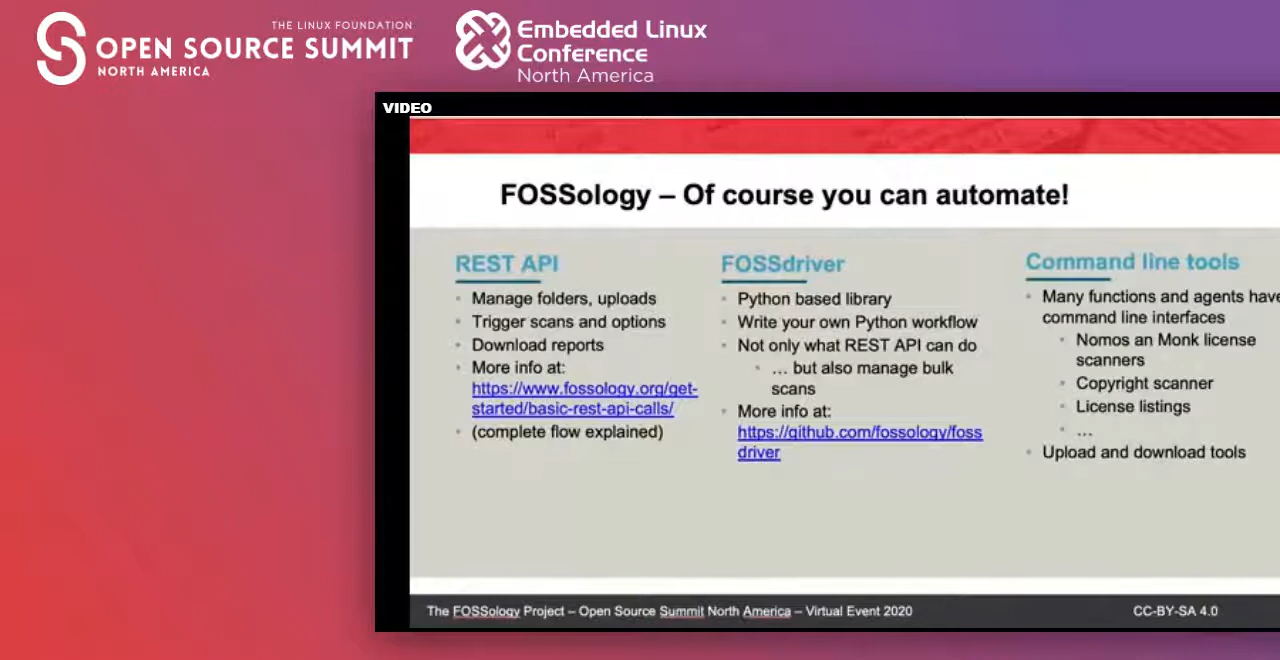 THE LINUX FOUNDATION
OPEN SOURCE SUMMIT
NORTH AMERICA
Embedded Linux
Conference
North America
VIDEO
FOSSology – Of course you can automate!
REST API
Manage folders, uploads
Trigger scans and options
Download reports
More info at:
https://www.fossology.org/get-
started/basic-rest-api-calls/
(complete flow explained)
FOSSdriver
Python based library
Write your own Python workflow
Not only what REST API can do
… but also manage bulk
scans
More info at:
https://github.com/fossology/foss
driver
Command line tools
Many functions and agents have
command line interfaces
Nomos an Monk license
scanners
Copyright scanner
License listings
…
Upload and download tools
The FOSSology Project – Open Source Summit North America – Virtual Event 2020
CC-BY-SA 4.0